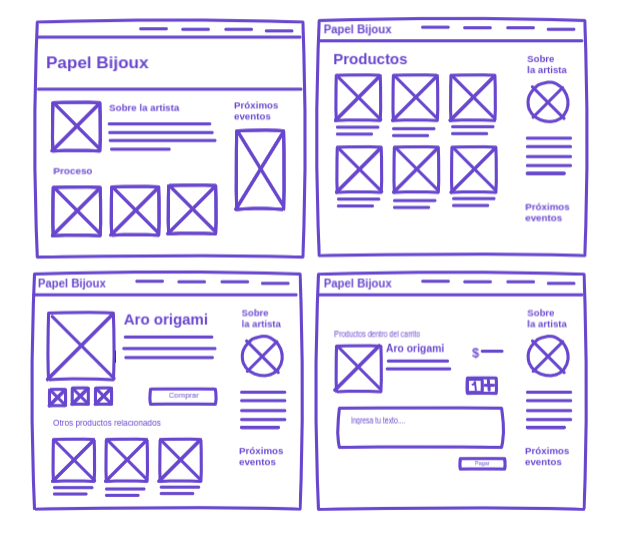 Papel Bijoux
Sobre la artista
Próximos
eventos
Proceso
Papel Bijoux
Productos
Sobre
la artista
Próximos
eventos
Papel Bijoux
Aro origami
Sobre
la artista
Comprar
Otros productos relacionados
Próximos
eventos
Papel Bijoux
Sobre
la artista
Productos dentro del carrito
Aro origami
$
1
Ingresa tu texto....
Próximos
eventos
Pagar